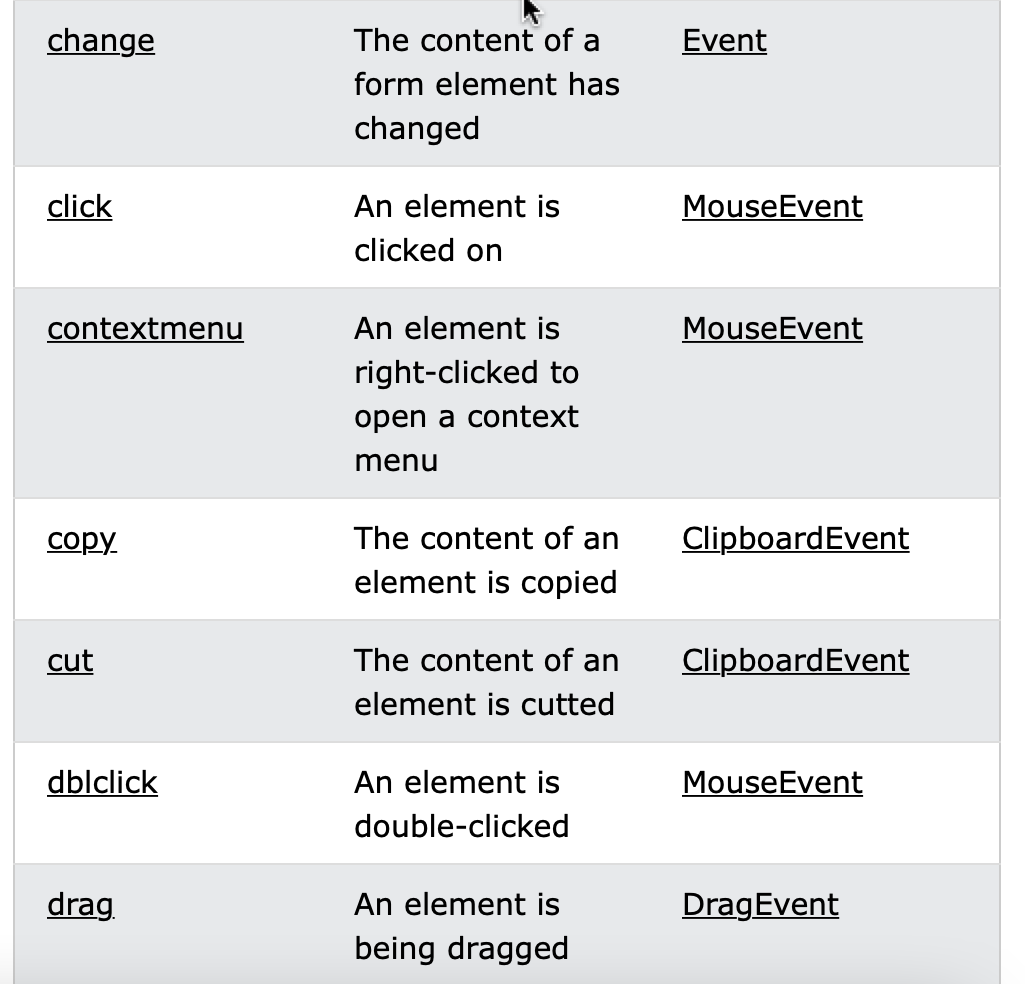 change The content of a Event
form element has
changed
click An element is MouseEvent
clicked on
contextmenu An element is MouseEvent
right-clicked to
open a context
menu
copy The content of an ClipboardEvent
element is copied
cut The content of an ClipboardEvent
element is cutted
dblclick An element is MouseEvent
double-clicked
drag An element is DragEvent
being dragged